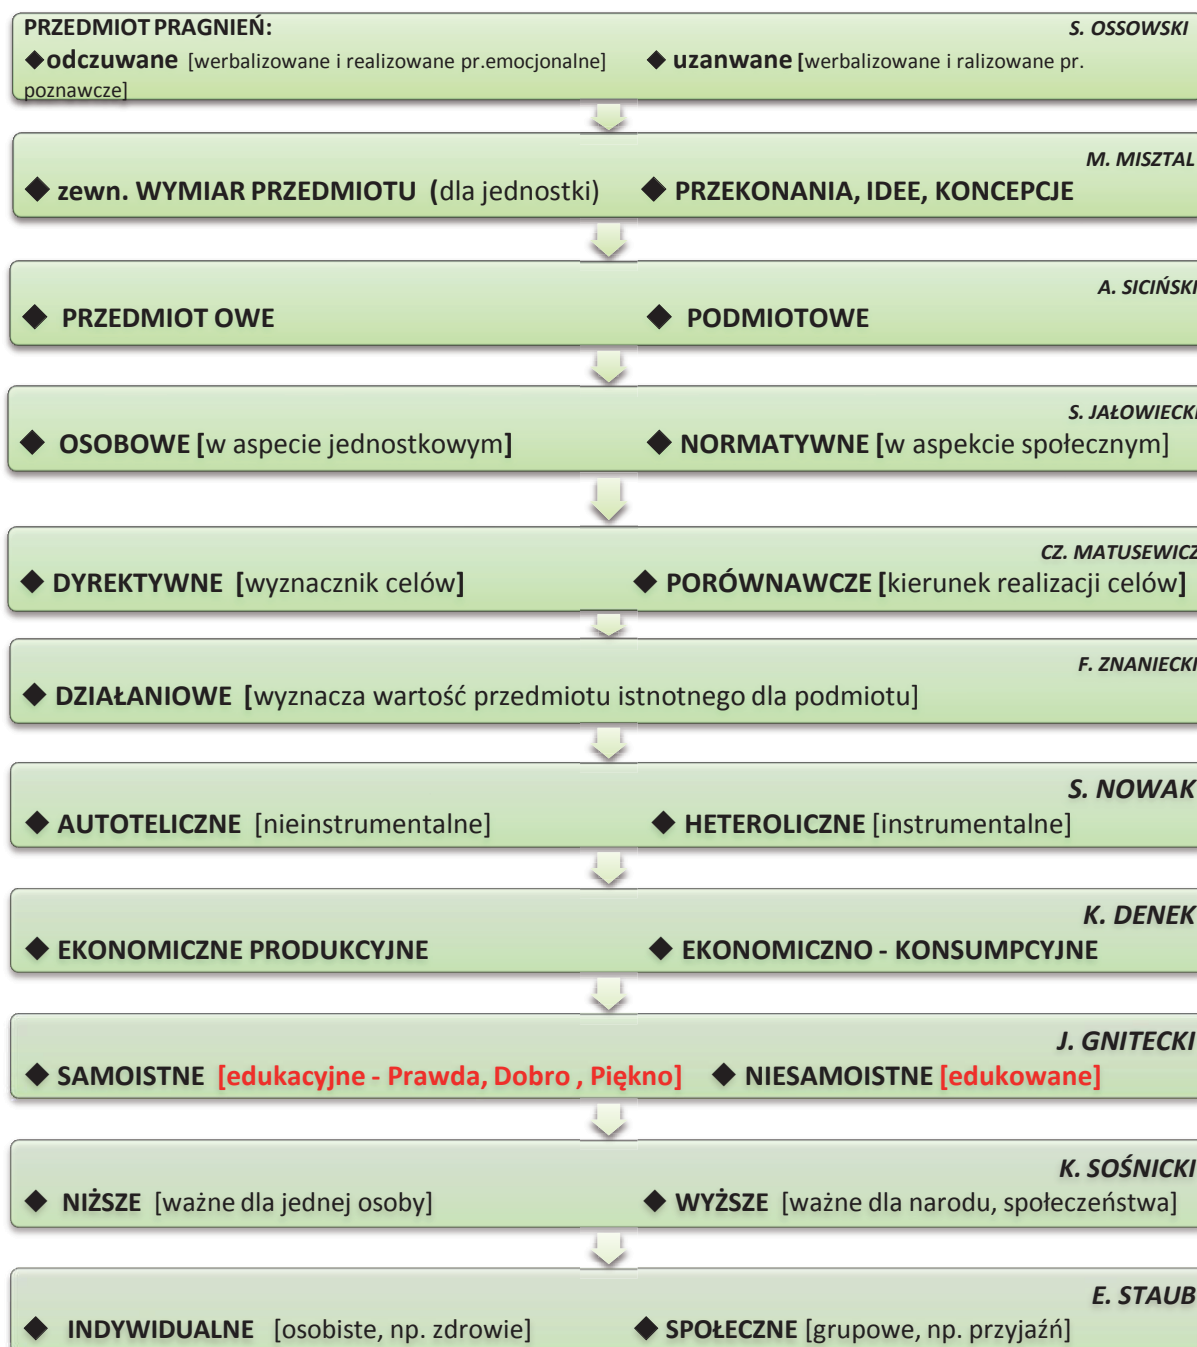 PRZEDMIOT PRAGNIEŃ: S. OSSOWSKI
◆odczuwane [werbalizowane i realizowane pr.emocjonalne] ◆ uzanwane [werbalizowane i ralizowane pr.
poznawcze]
M. MISZTAL
◆ zewn. WYMIAR PRZEDMIOTU (dla jednostki) ◆ PRZEKONANIA, IDEE, KONCEPCJE
A. SICIŃSKI
◆ PRZEDMIOT OWE ◆ PODMIOTOWE
S. JAŁOWIECKI
◆ OSOBOWE [w aspecie jednostkowym] ◆ NORMATYWNE [w aspekcie społecznym]
CZ. MATUSEWICZ
◆ DYREKTYWNE [wyznacznik celów] ◆ PORÓWNAWCZE [kierunek realizacji celów]
F. ZNANIECKI
◆ DZIAŁANIOWE [wyznacza wartość przedmiotu istnotnego dla podmiotu]
S. NOWAK
◆ AUTOTELICZNE [nieinstrumentalne] ◆ HETEROLICZNE [instrumentalne]
K. DENEK
◆ EKONOMICZNE PRODUKCYJNE ◆ EKONOMICZNO - KONSUMPCYJNE
J. GNITECKI
◆ SAMOISTNE [edukacyjne - Prawda, Dobro , Piękno] ◆ NIESAMOISTNE [edukowane]
K. SOŚNICKI
◆ NIŻSZE [ważne dla jednej osoby] ◆ WYŻSZE [ważne dla narodu, społeczeństwa]
E. STAUB
◆ INDYWIDUALNE [osobiste, np. zdrowie] ◆ SPOŁECZNE [grupowe, np. przyjaźń]